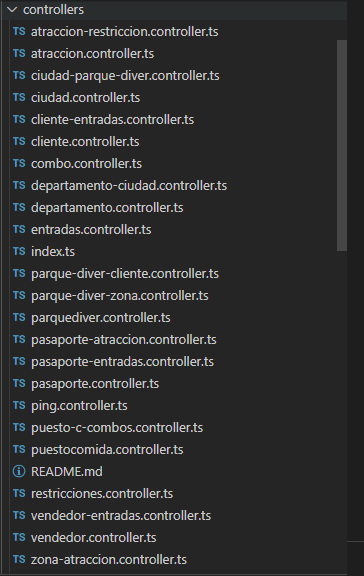 controllers
TS atraccion-restriccion.controller.ts
TS atraccion.controller.ts
TS ciudad-parque-diver.controller.ts
TS ciudad.controller.ts
TS cliente-entradas.controller.ts
TS cliente.controller.ts
TS combo.controller.ts
TS departamento-ciudad.controller.ts
TS departamento.controller.ts
TS entradas.controller.ts
TS index.ts
TS parque-diver-cliente.controller.ts
TS parque-diver-zona.controller.ts
TS parquediver.controller.ts
TS pasaporte-atraccion.controller.ts
TS pasaporte-entradas.controller.ts
TS pasaporte.controller.ts
TS ping.controller.ts
TS puesto-c-combos.controller.ts
TS puestocomida.controller.ts
README.md
TS restricciones.controller.ts
TS vendedor-entradas.controller.ts
TS vendedor.controller.ts
TS zona-atraccion.controller.ts